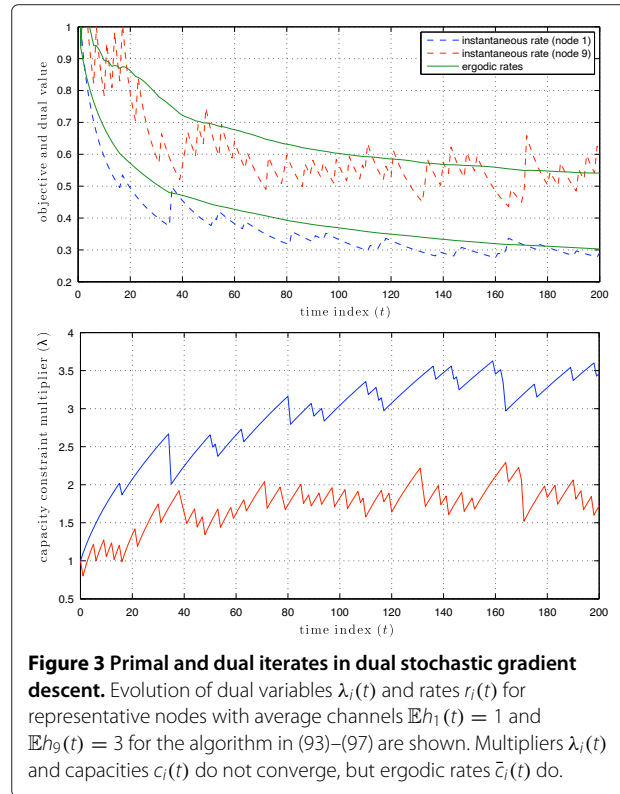 objective and dual value
1
0.9
0.8
0.7
0.6
0.5
0.4
0.3
0.2
instantaneous rate (node 1)
instantaneous rate (node 9)
ergodic rates
0 20 40 60 80 100 120 140 160 180 200
time index (t)
capacity constraint multiplier (λ)
4
3.5
3
2.5
2
1.5
1
0.5
0 20 40 60 80 100 120 140 160 180 200
time index (t)
Figure 3 Primal and dual iterates in dual stochastic gradient
descent. Evolution of dual variables λᵢ(t) and rates rᵢ(t) for
representative nodes with average channels 𝔼h₁(t) = 1 and
𝔼h₉(t) = 3 for the algorithm in (93)–(97) are shown. Multipliers λᵢ(t)
and capacities cᵢ(t) do not converge, but ergodic rates c̄ᵢ(t) do.